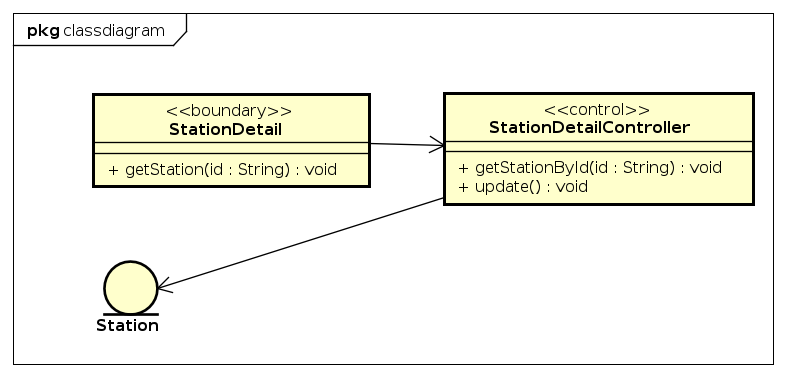 pkg classdiagram
<<boundary>>
StationDetail
+ getStation(id : String) : void
<<control>>
StationDetailController
+ getStationById(id : String) : void
+ update() : void
Station